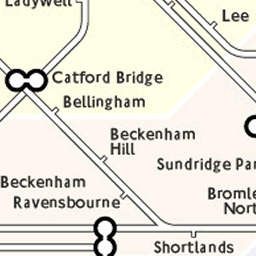 Ladywell
Lee
Catford Bridge
Bellingham
Beckenham
Hill
Sundridge Par
Beckenham
Ravensbourne
Bromle
Nort
Shortlands